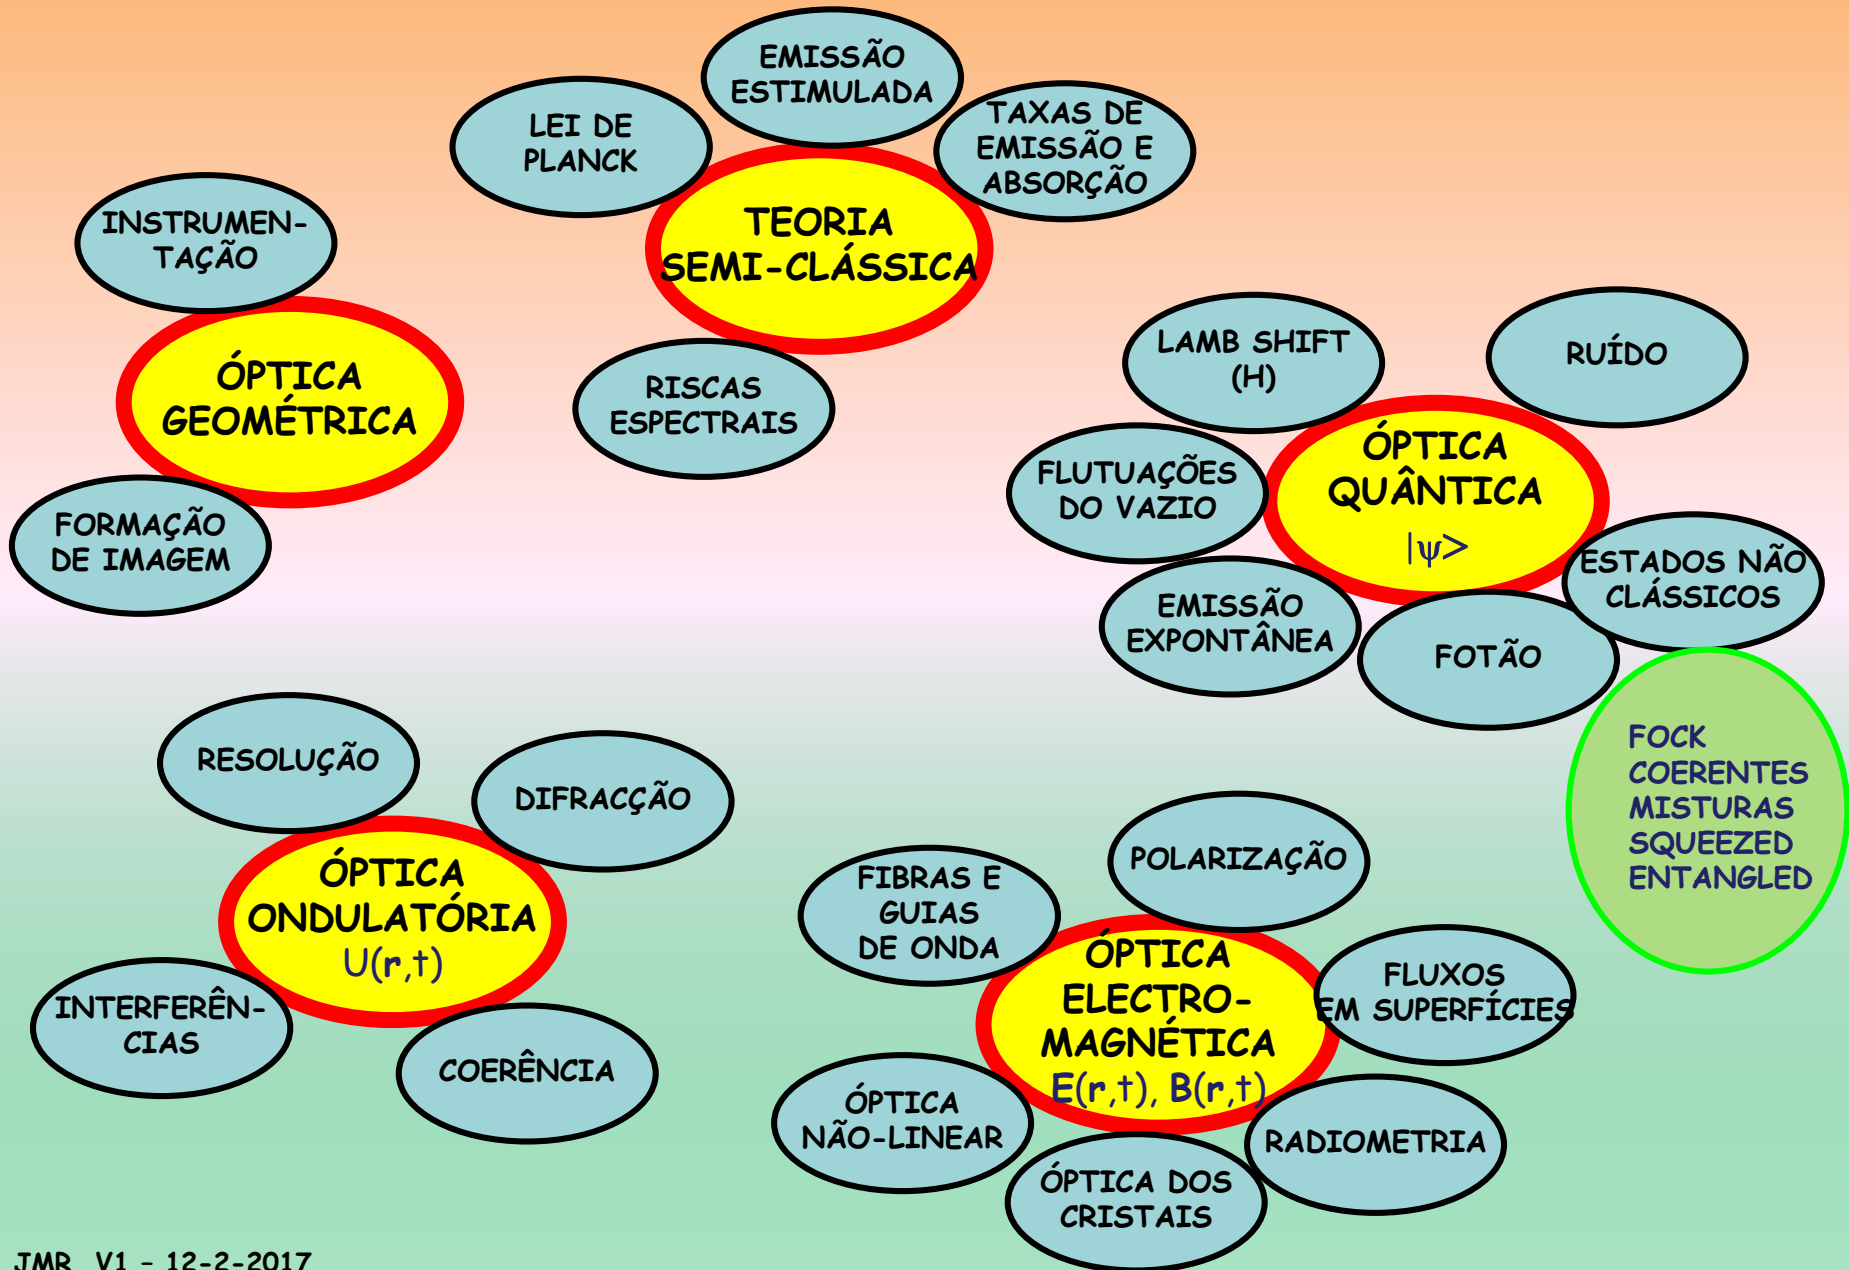 EMISSÃO
ESTIMULADA
LEI DE
PLANCK
TAXAS DE
EMISSÃO E
ABSORÇÃO
TEORIA
SEMI-CLÁSSICA
RISCAS
ESPECTRAIS
INSTRUMEN-
TAÇÃO
ÓPTICA
GEOMÉTRICA
FORMAÇÃO
DE IMAGEM
LAMB SHIFT
(H)
RUÍDO
ÓPTICA
QUÂNTICA
|ψ>
FLUTUAÇÕES
DO VAZIO
EMISSÃO
EXPONTÂNEA
FOTÃO
ESTADOS NÃO
CLÁSSICOS
FOCK
COERENTES
MISTURAS
SQUEEZED
ENTANGLED
RESOLUÇÃO
DIFRACÇÃO
ÓPTICA
ONDULATÓRIA
U(r,t)
INTERFERÊN-
CIAS
COERÊNCIA
POLARIZAÇÃO
FIBRAS E
GUIAS
DE ONDA
ÓPTICA
ELECTRO-
MAGNÉTICA
E(r,t), B(r,t)
FLUXOS
EM SUPERFÍCIES
ÓPTICA
NÃO-LINEAR
RADIOMETRIA
ÓPTICA DOS
CRISTAIS
JMR V1 - 12-2-2017